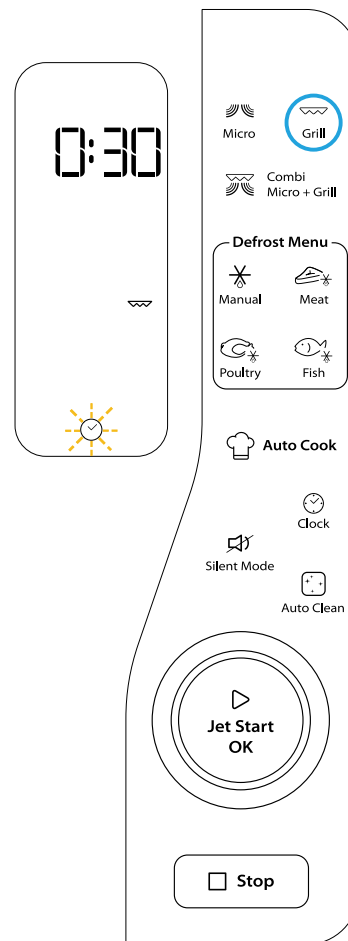 0:30
Micro
Grill
Combi
Micro + Grill
Defrost Menu
Manual
Meat
Poultry
Fish
Auto Cook
Clock
Silent Mode
Auto Clean
Jet Start
OK
Stop